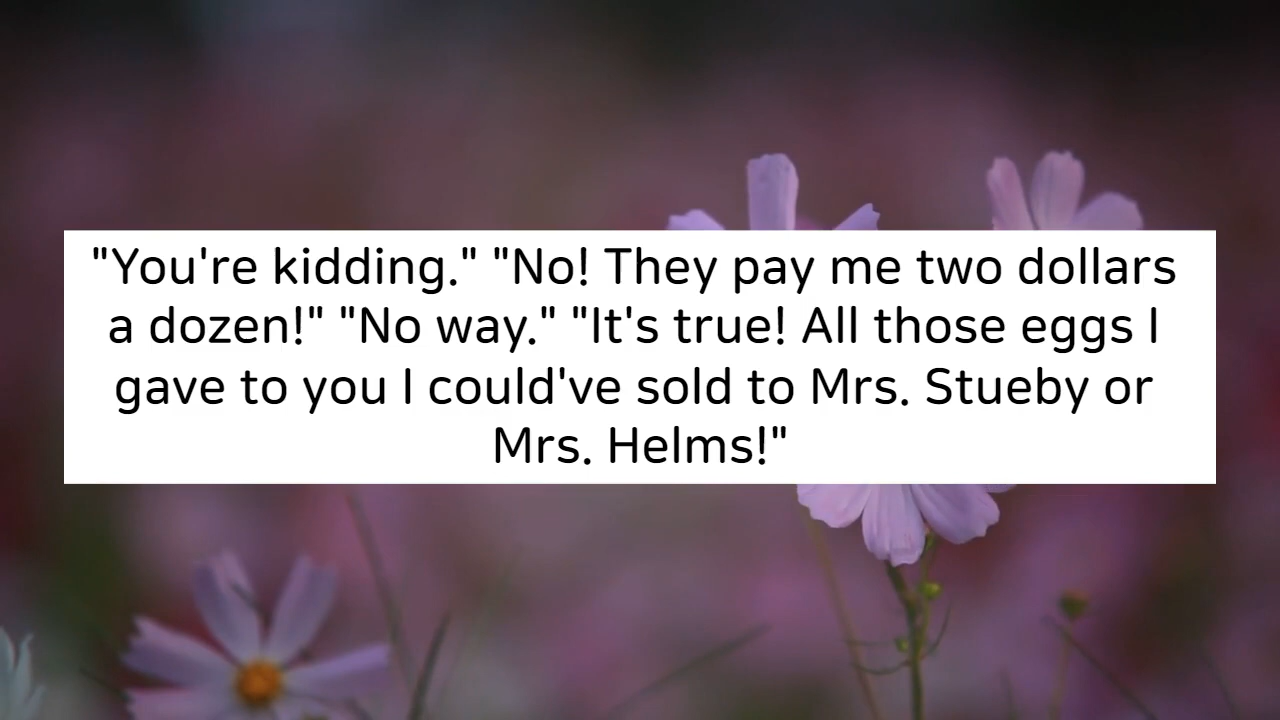 "You're kidding." "No! They pay me two dollars
a dozen!" "No way." "It's true! All those eggs I
gave to you I could've sold to Mrs. Stueby or
Mrs. Helms!"